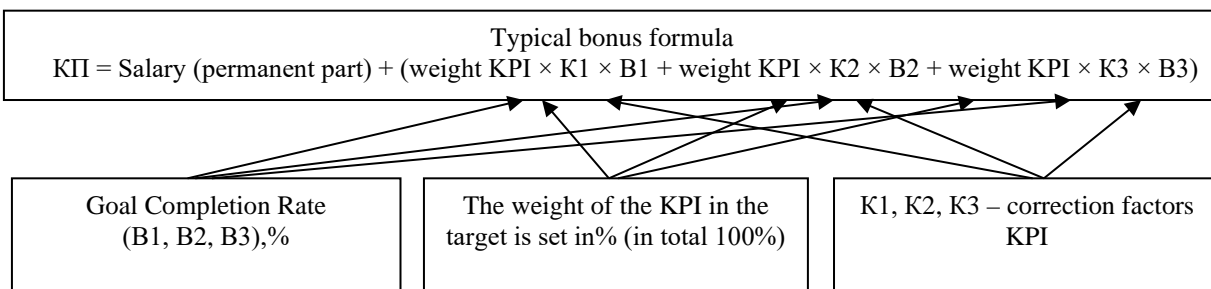 Typical bonus formula
КП = Salary (permanent part) + (weight KPI × К1 × В1 + weight KPI × К2 × В2 + weight KPI × К3 × В3)
Goal Completion Rate
(В1, В2, В3),%
The weight of the KPI in the
target is set in% (in total 100%)
К1, К2, К3 – correction factors
KPI